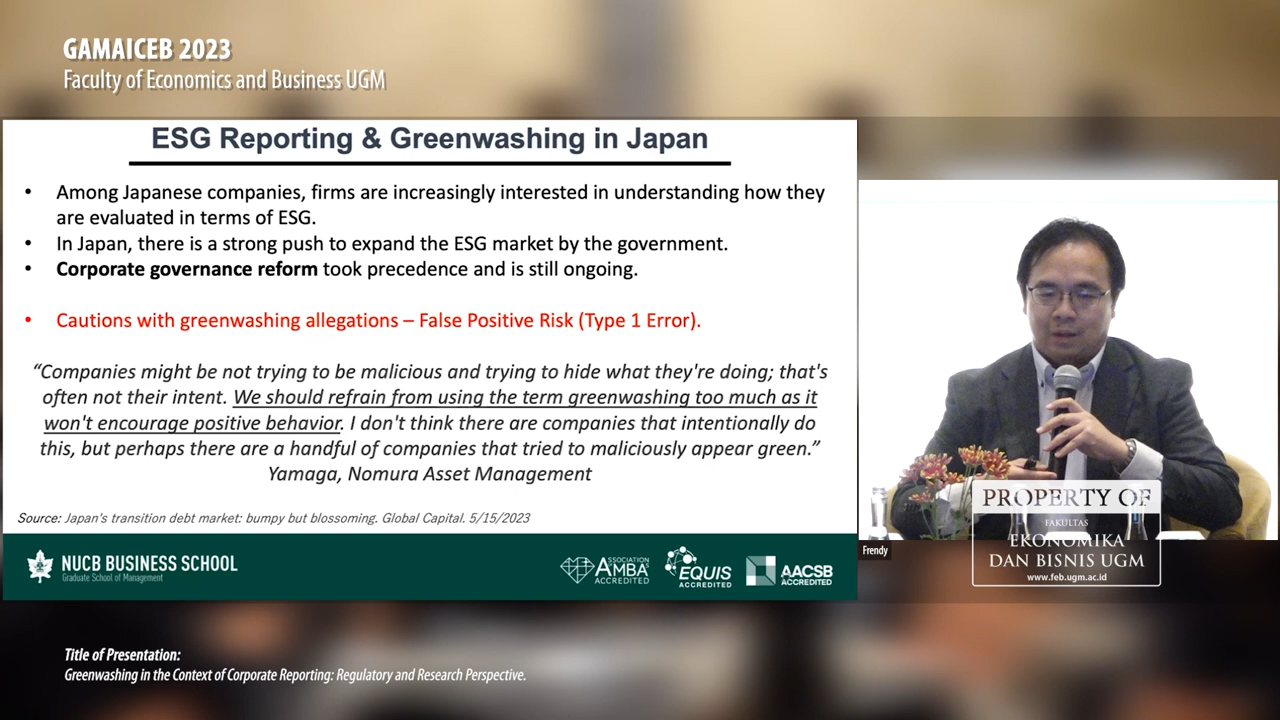 GAMAICEB 2023
Faculty of Economics and Business UGM
ESG Reporting & Greenwashing in Japan
• Among Japanese companies, firms are increasingly interested in understanding how they
are evaluated in terms of ESG.
• In Japan, there is a strong push to expand the ESG market by the government.
• Corporate governance reform took precedence and is still ongoing.
• Cautions with greenwashing allegations – False Positive Risk (Type 1 Error).
“Companies might be not trying to be malicious and trying to hide what they're doing; that's
often not their intent. We should refrain from using the term greenwashing too much as it
won't encourage positive behavior. I don't think there are companies that intentionally do
this, but perhaps there are a handful of companies that tried to maliciously appear green.”
Yamaga, Nomura Asset Management
Source: Japan's transition debt market: bumpy but blossoming. Global Capital. 5/15/2023
NUCB BUSINESS SCHOOL
Graduate School of Management
ASSOCIATION
AMBA
ACCREDITED
EQUIS
ACCREDITED
AACSB
ACCREDITED
Frendy
PROPERTY OF
FAKULTAS
EKONOMIKA
DAN BISNIS UGM
www.feb.ugm.ac.id
Title of Presentation:
Greenwashing in the Context of Corporate Reporting: Regulatory and Research Perspective.